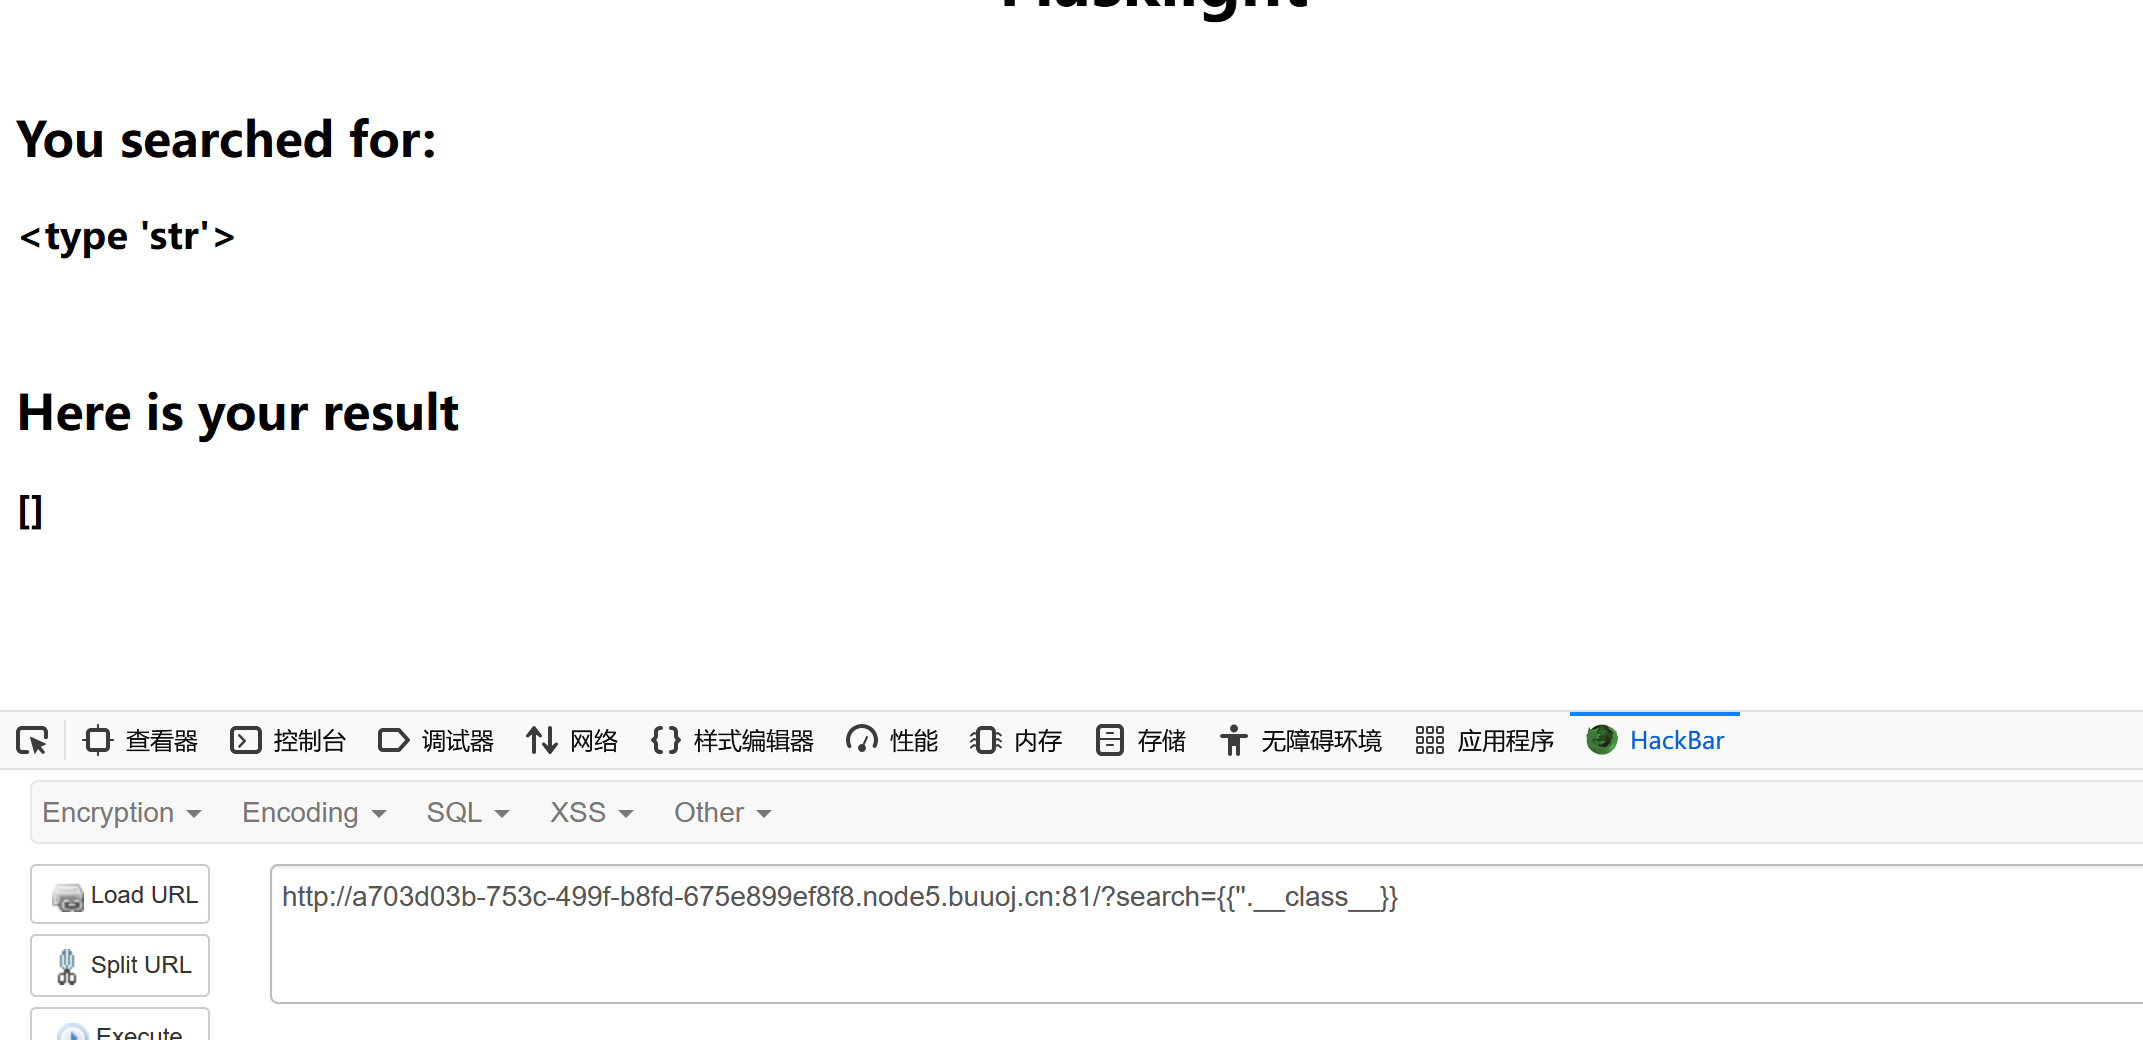 You searched for:
<type 'str'>
Here is your result
[]
查看器 控制台 调试器 网络 样式编辑器 性能 内存 存储 无障碍环境 应用程序 HackBar
Encryption Encoding SQL XSS Other
Load URL
http://a703d03b-753c-499f-b8fd-675e899ef8f8.node5.buuoj.cn:81/?search={{''.__class__}}
Split URL
Execute